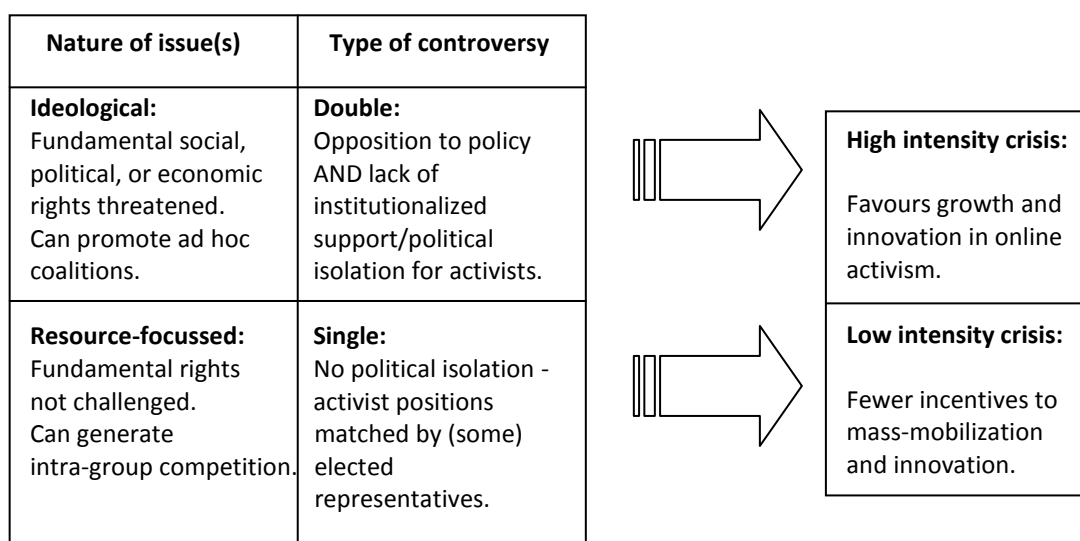 Nature of issue(s)
Type of controversy
Ideological:
Fundamental social,
political, or economic
rights threatened.
Can promote ad hoc
coalitions.
Double:
Opposition to policy
AND lack of
institutionalized
support/political
isolation for activists.
High intensity crisis:
Favours growth and
innovation in online
activism.
Resource-focussed:
Fundamental rights
not challenged.
Can generate
intra-group competition.
Single:
No political isolation -
activist positions
matched by (some)
elected
representatives.
Low intensity crisis:
Fewer incentives to
mass-mobilization
and innovation.